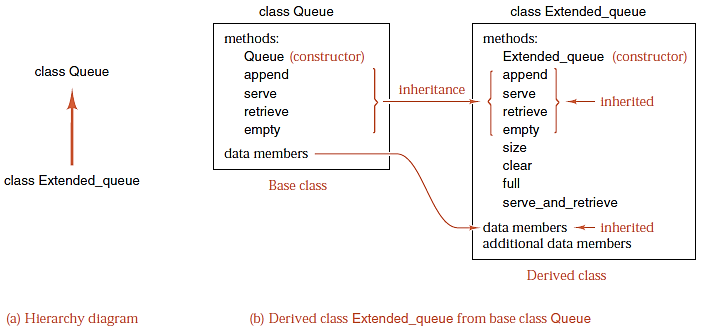 class Queue
class Extended_queue
(a) Hierarchy diagram
class Queue
methods:
Queue (constructor)
append
serve
retrieve
empty
data members
Base class
inheritance
class Extended_queue
methods:
Extended_queue (constructor)
append
serve
retrieve
empty
inherited
size
clear
full
serve_and_retrieve
data members
inherited
additional data members
Derived class
(b) Derived class Extended_queue from base class Queue